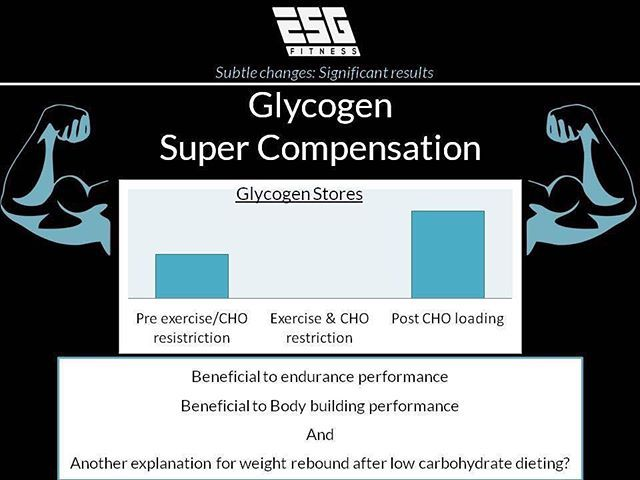 ESG
FITNESS
Subtle changes: Significant results
Glycogen
Super Compensation
Glycogen Stores
Pre exercise/CHO
resistriction
Exercise & CHO
restriction
Post CHO loading
Beneficial to endurance performance
Beneficial to Body building performance
And
Another explanation for weight rebound after low carbohydrate dieting?